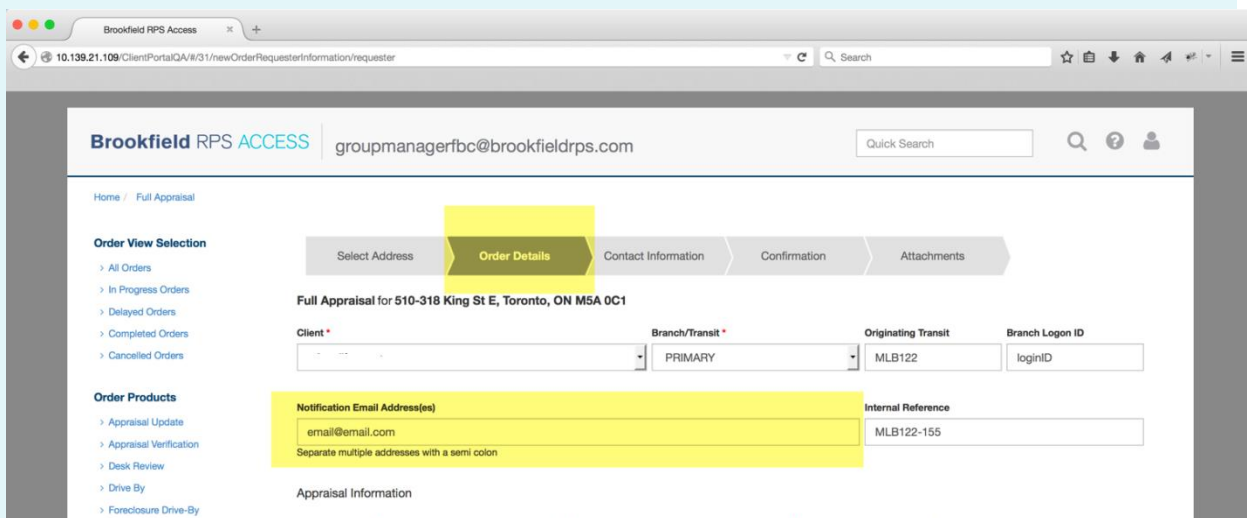 Brookfield RPS Access
10.139.21.109/ClientPortalQA/#/31/newOrderRequesterInformation/requester
Search
Brookfield RPS ACCESS
groupmanagerfbc@brookfieldrps.com
Quick Search
Home / Full Appraisal
Order View Selection
> All Orders
> In Progress Orders
> Delayed Orders
> Completed Orders
> Cancelled Orders
Order Products
> Appraisal Update
> Appraisal Verification
> Desk Review
> Drive By
> Foreclosure Drive-By
Select Address
Order Details
Contact Information
Confirmation
Attachments
Full Appraisal for 510-318 King St E, Toronto, ON M5A 0C1
Client *
Branch/Transit *
Originating Transit
Branch Logon ID
PRIMARY
MLB122
loginID
Notification Email Address(es)
Internal Reference
email@email.com
MLB122-155
Separate multiple addresses with a semi colon
Appraisal Information